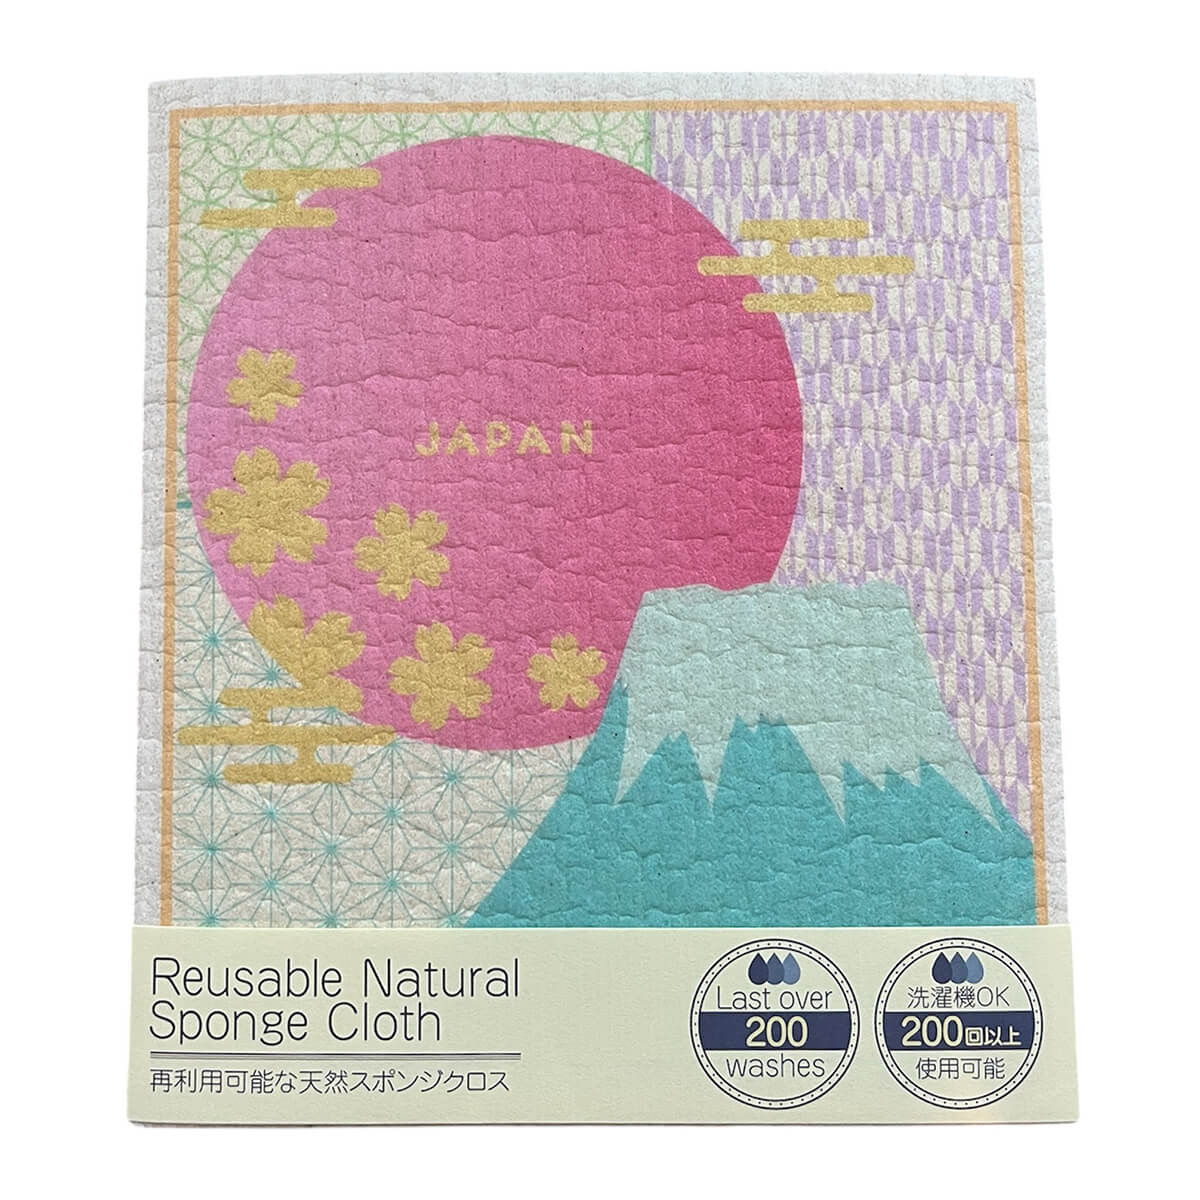 JAPAN
Reusable Natural
Sponge Cloth
再利用可能な天然スポンジクロス
Last over
200
washes
洗濯機OK
200回以上
使用可能